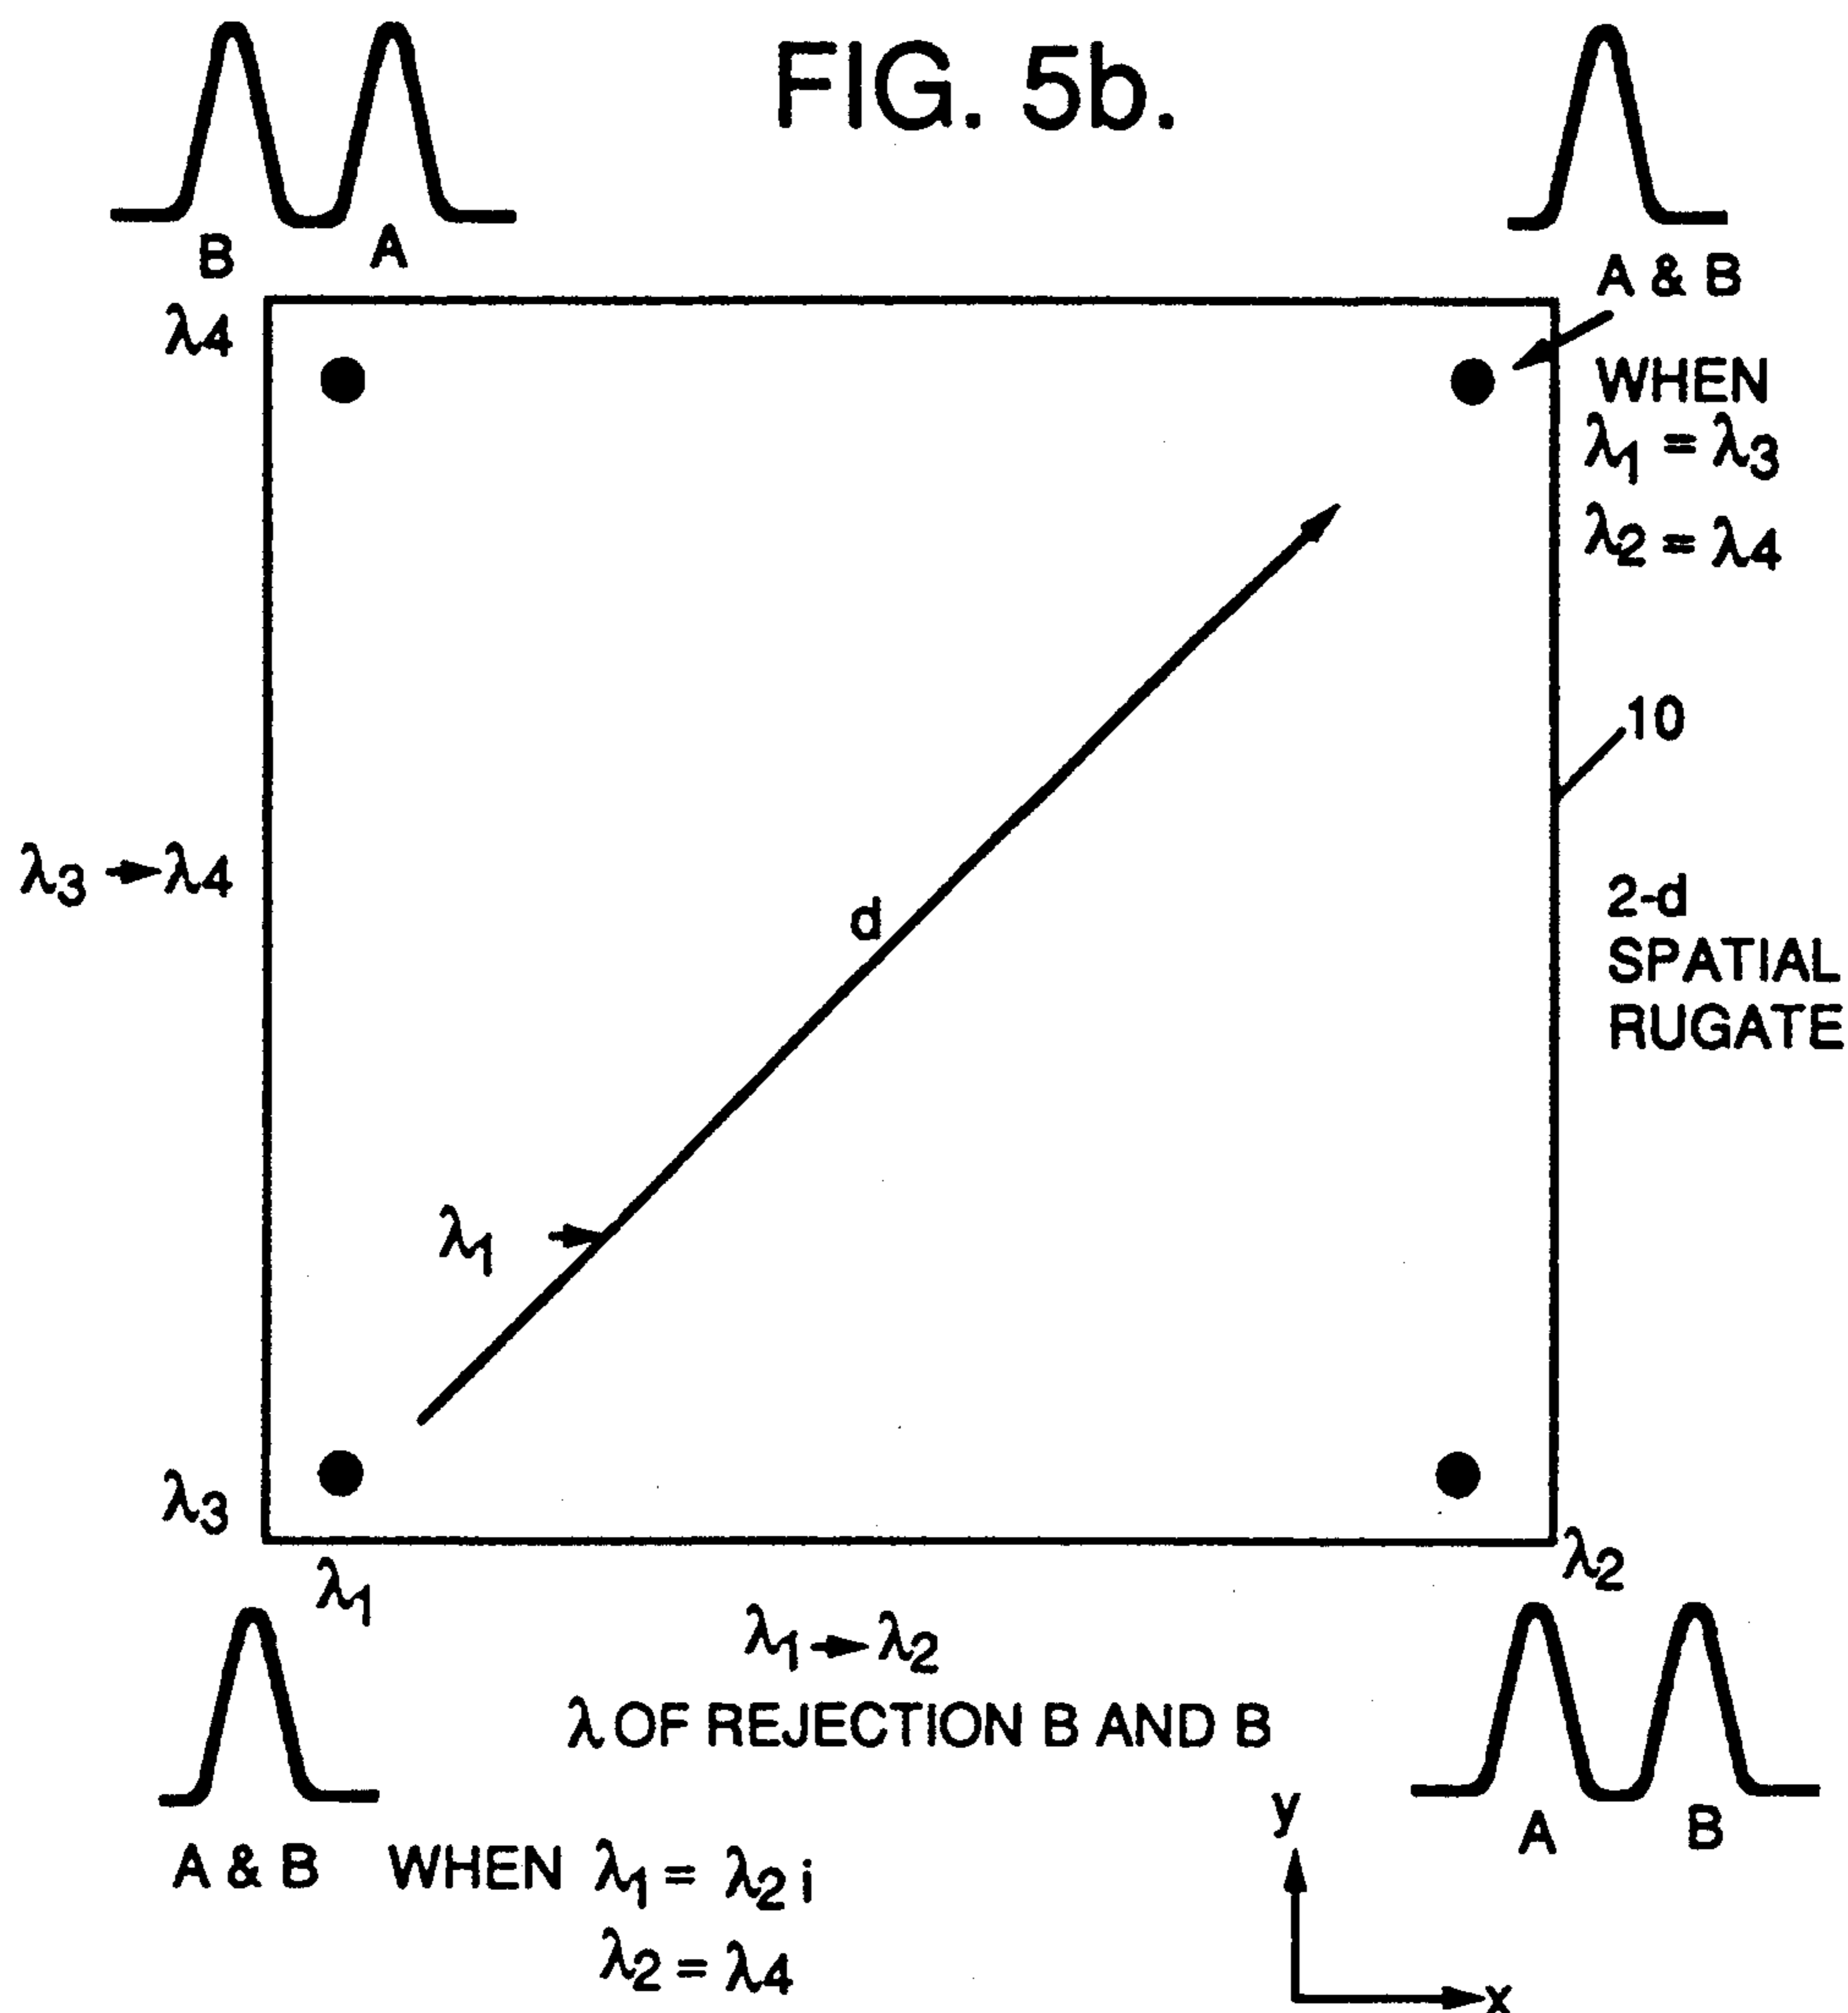 FIG. 5b.
B A
A & B
λ4
WHEN
λ1 = λ3
λ2 = λ4
10
λ3 → λ4
d
2-d
SPATIAL
RUGATE
λ1
λ3
λ2
λ1
λ1 → λ2
λ OF REJECTION B AND B
A B
A & B WHEN λ1 = λ2 i
λ2 = λ4
y
x